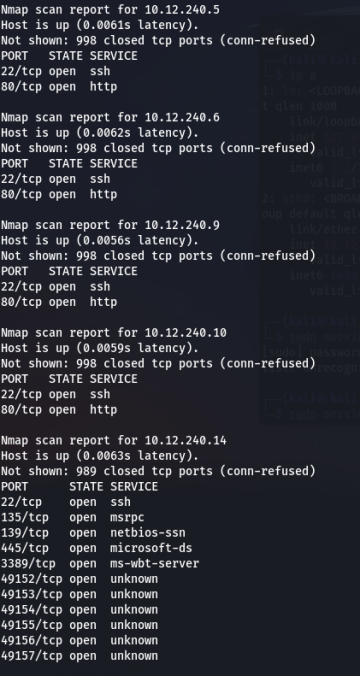 Nmap scan report for 10.12.240.5
Host is up (0.0061s latency).
Not shown: 998 closed tcp ports (conn-refused)
PORT   STATE SERVICE
22/tcp open  ssh
80/tcp open  http

Nmap scan report for 10.12.240.6
Host is up (0.0062s latency).
Not shown: 998 closed tcp ports (conn-refused)
PORT   STATE SERVICE
22/tcp open  ssh
80/tcp open  http

Nmap scan report for 10.12.240.9
Host is up (0.0056s latency).
Not shown: 998 closed tcp ports (conn-refused)
PORT   STATE SERVICE
22/tcp open  ssh
80/tcp open  http

Nmap scan report for 10.12.240.10
Host is up (0.0059s latency).
Not shown: 998 closed tcp ports (conn-refused)
PORT   STATE SERVICE
22/tcp open  ssh
80/tcp open  http

Nmap scan report for 10.12.240.14
Host is up (0.0063s latency).
Not shown: 989 closed tcp ports (conn-refused)
PORT      STATE SERVICE
22/tcp    open  ssh
135/tcp   open  msrpc
139/tcp   open  netbios-ssn
445/tcp   open  microsoft-ds
3389/tcp  open  ms-wbt-server
49152/tcp open  unknown
49153/tcp open  unknown
49154/tcp open  unknown
49155/tcp open  unknown
49156/tcp open  unknown
49157/tcp open  unknown